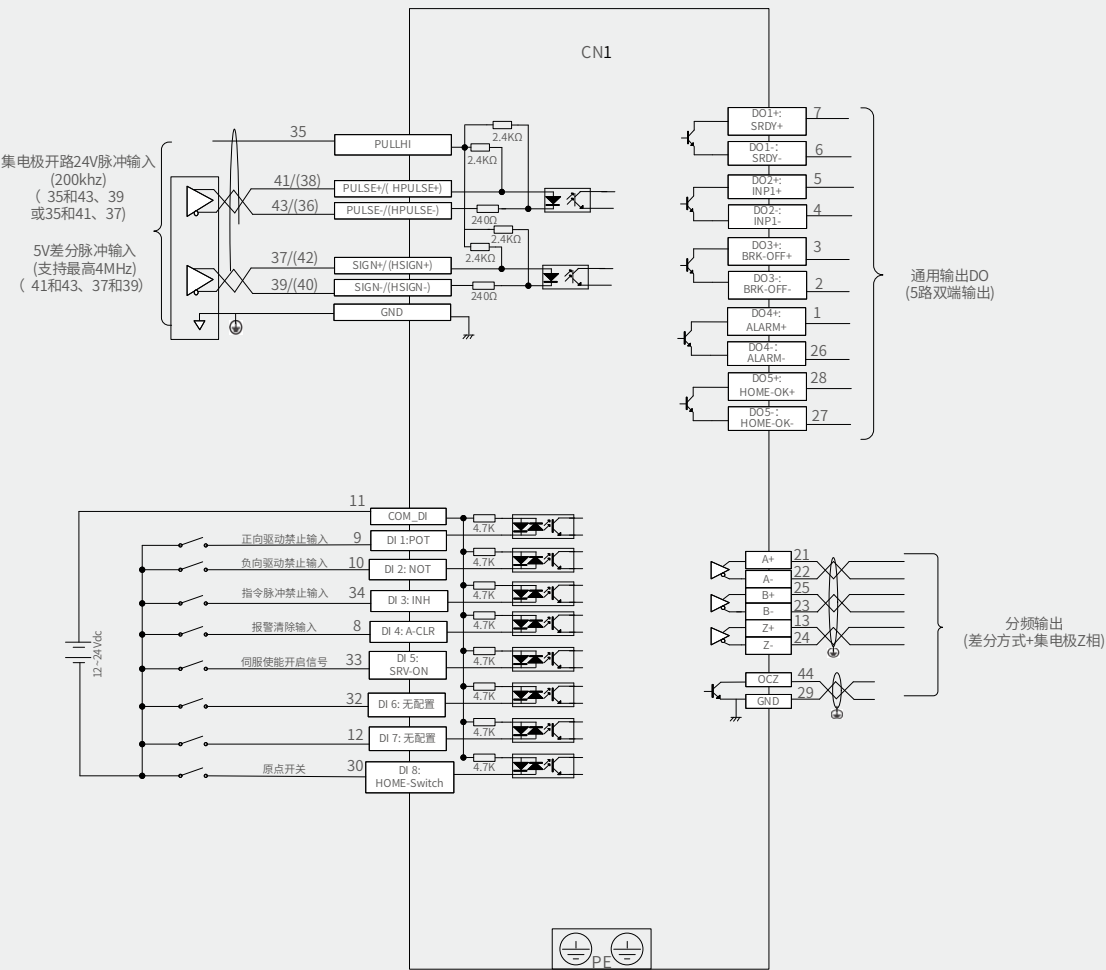 CN1
集电极开路24V脉冲输入
(200khz)
（ 35和43、39
或35和41、37)
5V差分脉冲输入
(支持最高4MHz)
（ 41和43、37和39）
35
PULLHI
2.4KΩ
2.4KΩ
41/(38)
PULSE+/( HPULSE+)
43/(36)
PULSE-/(HPULSE-)
240Ω
2.4KΩ
2.4KΩ
37/(42)
SIGN+/(HSIGN+)
39/(40)
SIGN-/(HSIGN-)
240Ω
GND
DO1+:
SRDY+
7
DO1-:
SRDY-
6
DO2+:
INP1+
5
DO2-:
INP1-
4
DO3+:
BRK-OFF+
3
DO3-:
BRK-OFF-
2
DO4+:
ALARM+
1
DO4-:
ALARM-
26
DO5+:
HOME-OK+
28
DO5-:
HOME-OK-
27
通用输出DO
(5路双端输出)
11
COM_DI
4.7K
正向驱动禁止输入
9
DI 1:POT
负向驱动禁止输入
10
DI 2: NOT
4.7K
指令脉冲禁止输入
34
DI 3: INH
4.7K
报警清除输入
8
DI 4: A-CLR
4.7K
伺服使能开启信号
33
DI 5:
SRV-ON
4.7K
32
DI 6: 无配置
4.7K
12
DI 7: 无配置
4.7K
原点开关
30
DI 8:
HOME-Switch
4.7K
12~24Vdc
A+
21
A-
22
B+
25
B-
23
Z+
13
Z-
24
OCZ
44
GND
29
分频输出
(差分方式+集电极Z相)
PE